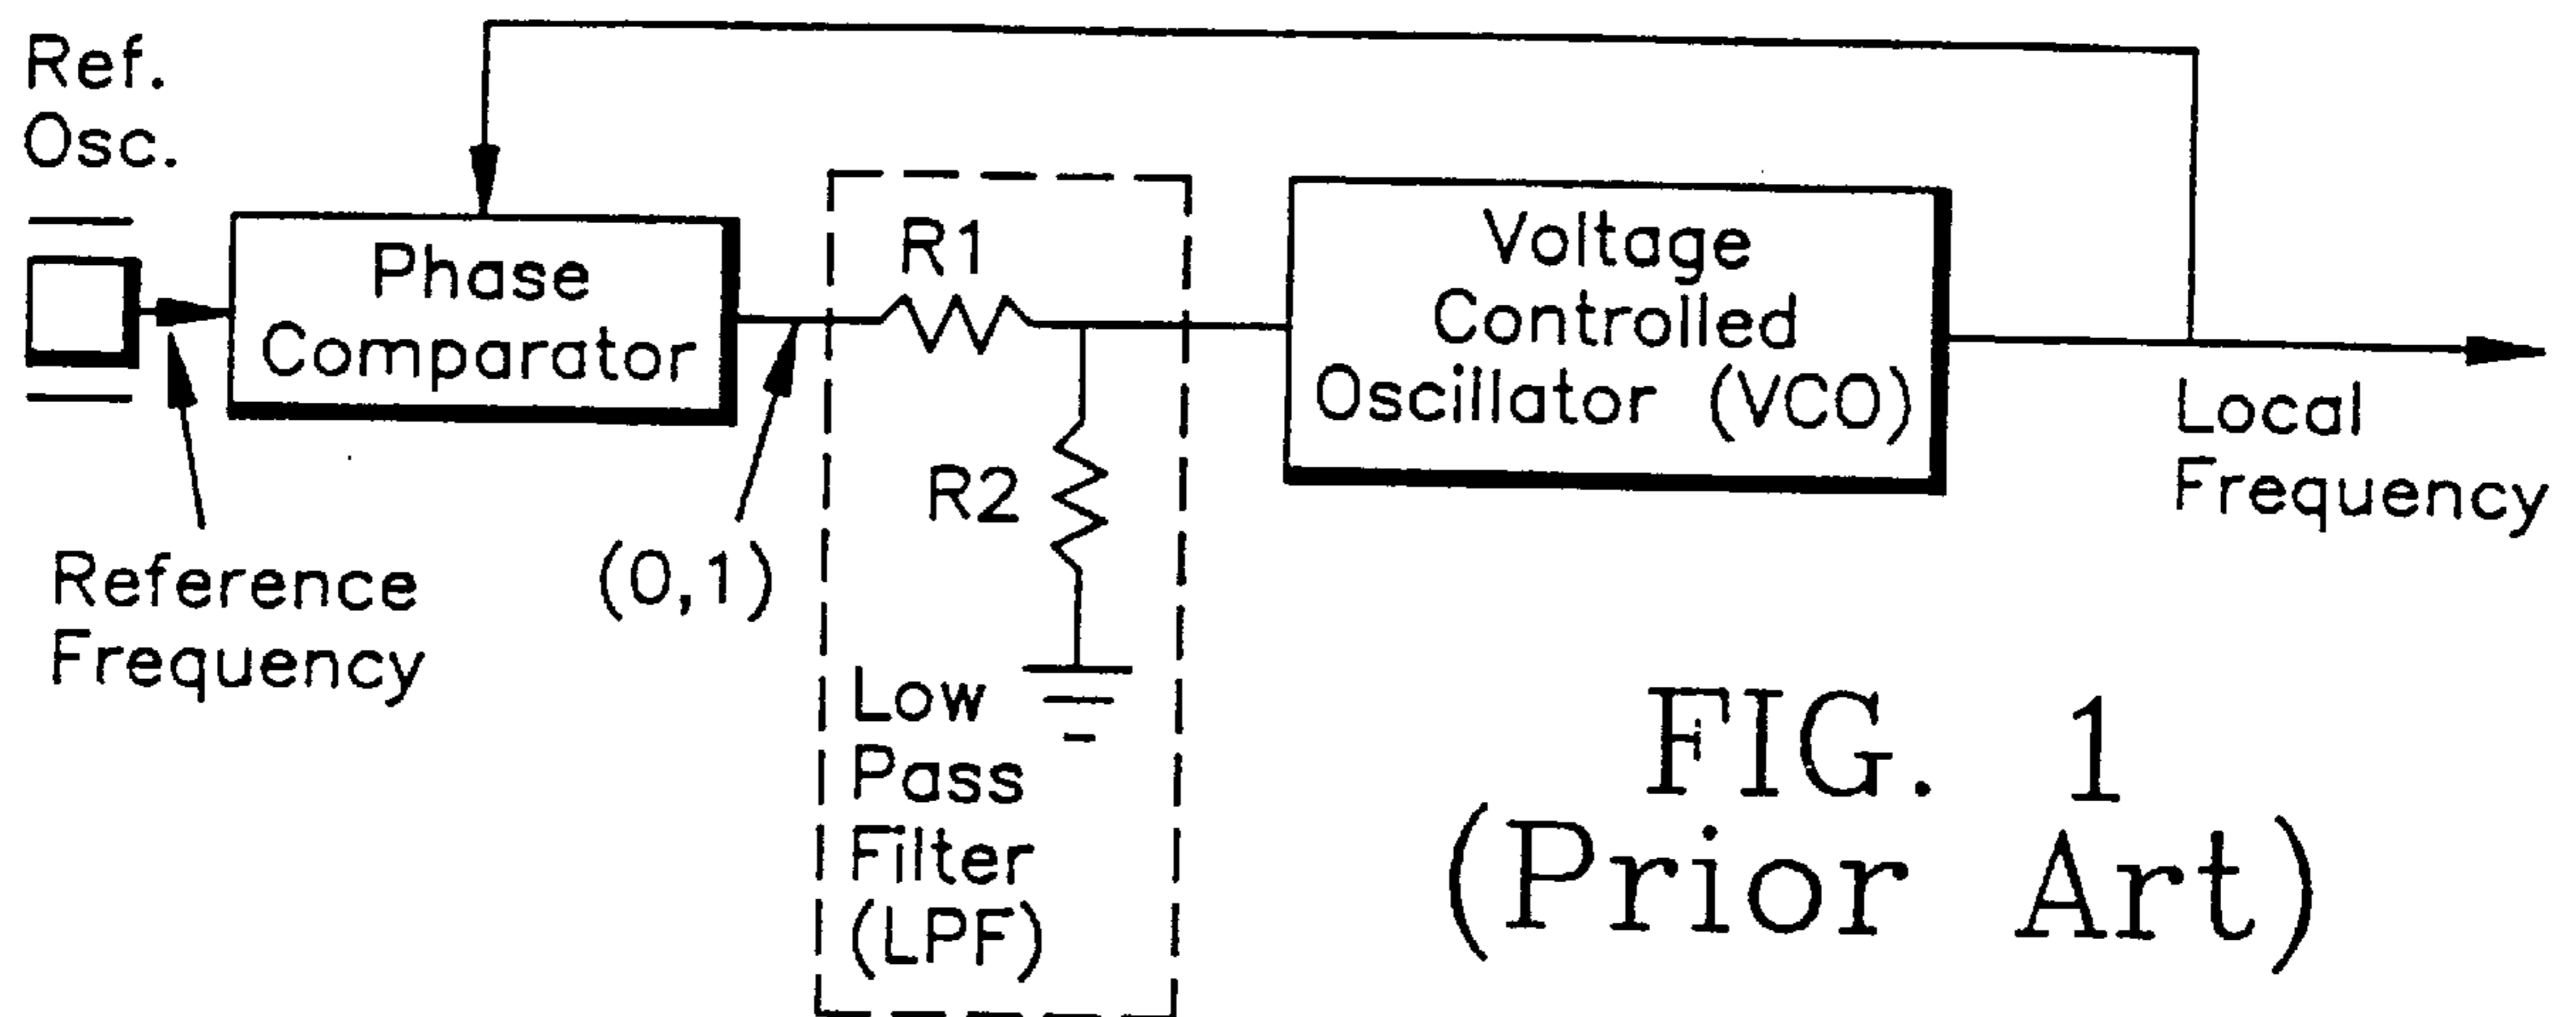 Ref.
Osc.
Phase
Comparator
R1
Voltage
Controlled
Oscillator (VCO)
Local
Frequency
R2
Reference
Frequency
(0,1)
Low
Pass
Filter
(LPF)
FIG. 1
(Prior Art)